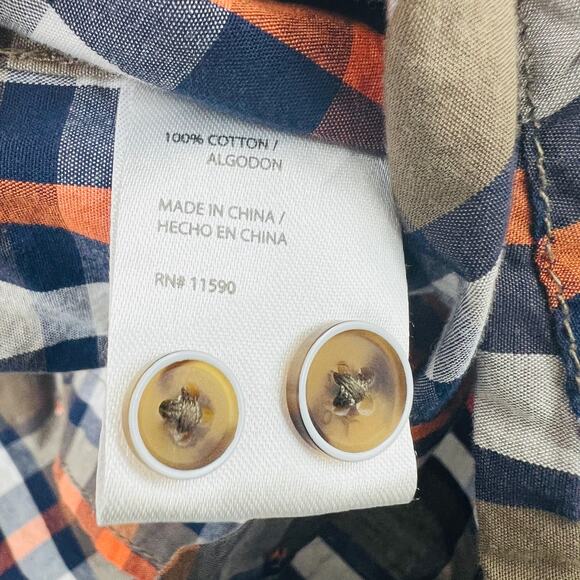 100% COTTON /
ALGODON
MADE IN CHINA /
HECHO EN CHINA
RN# 11590